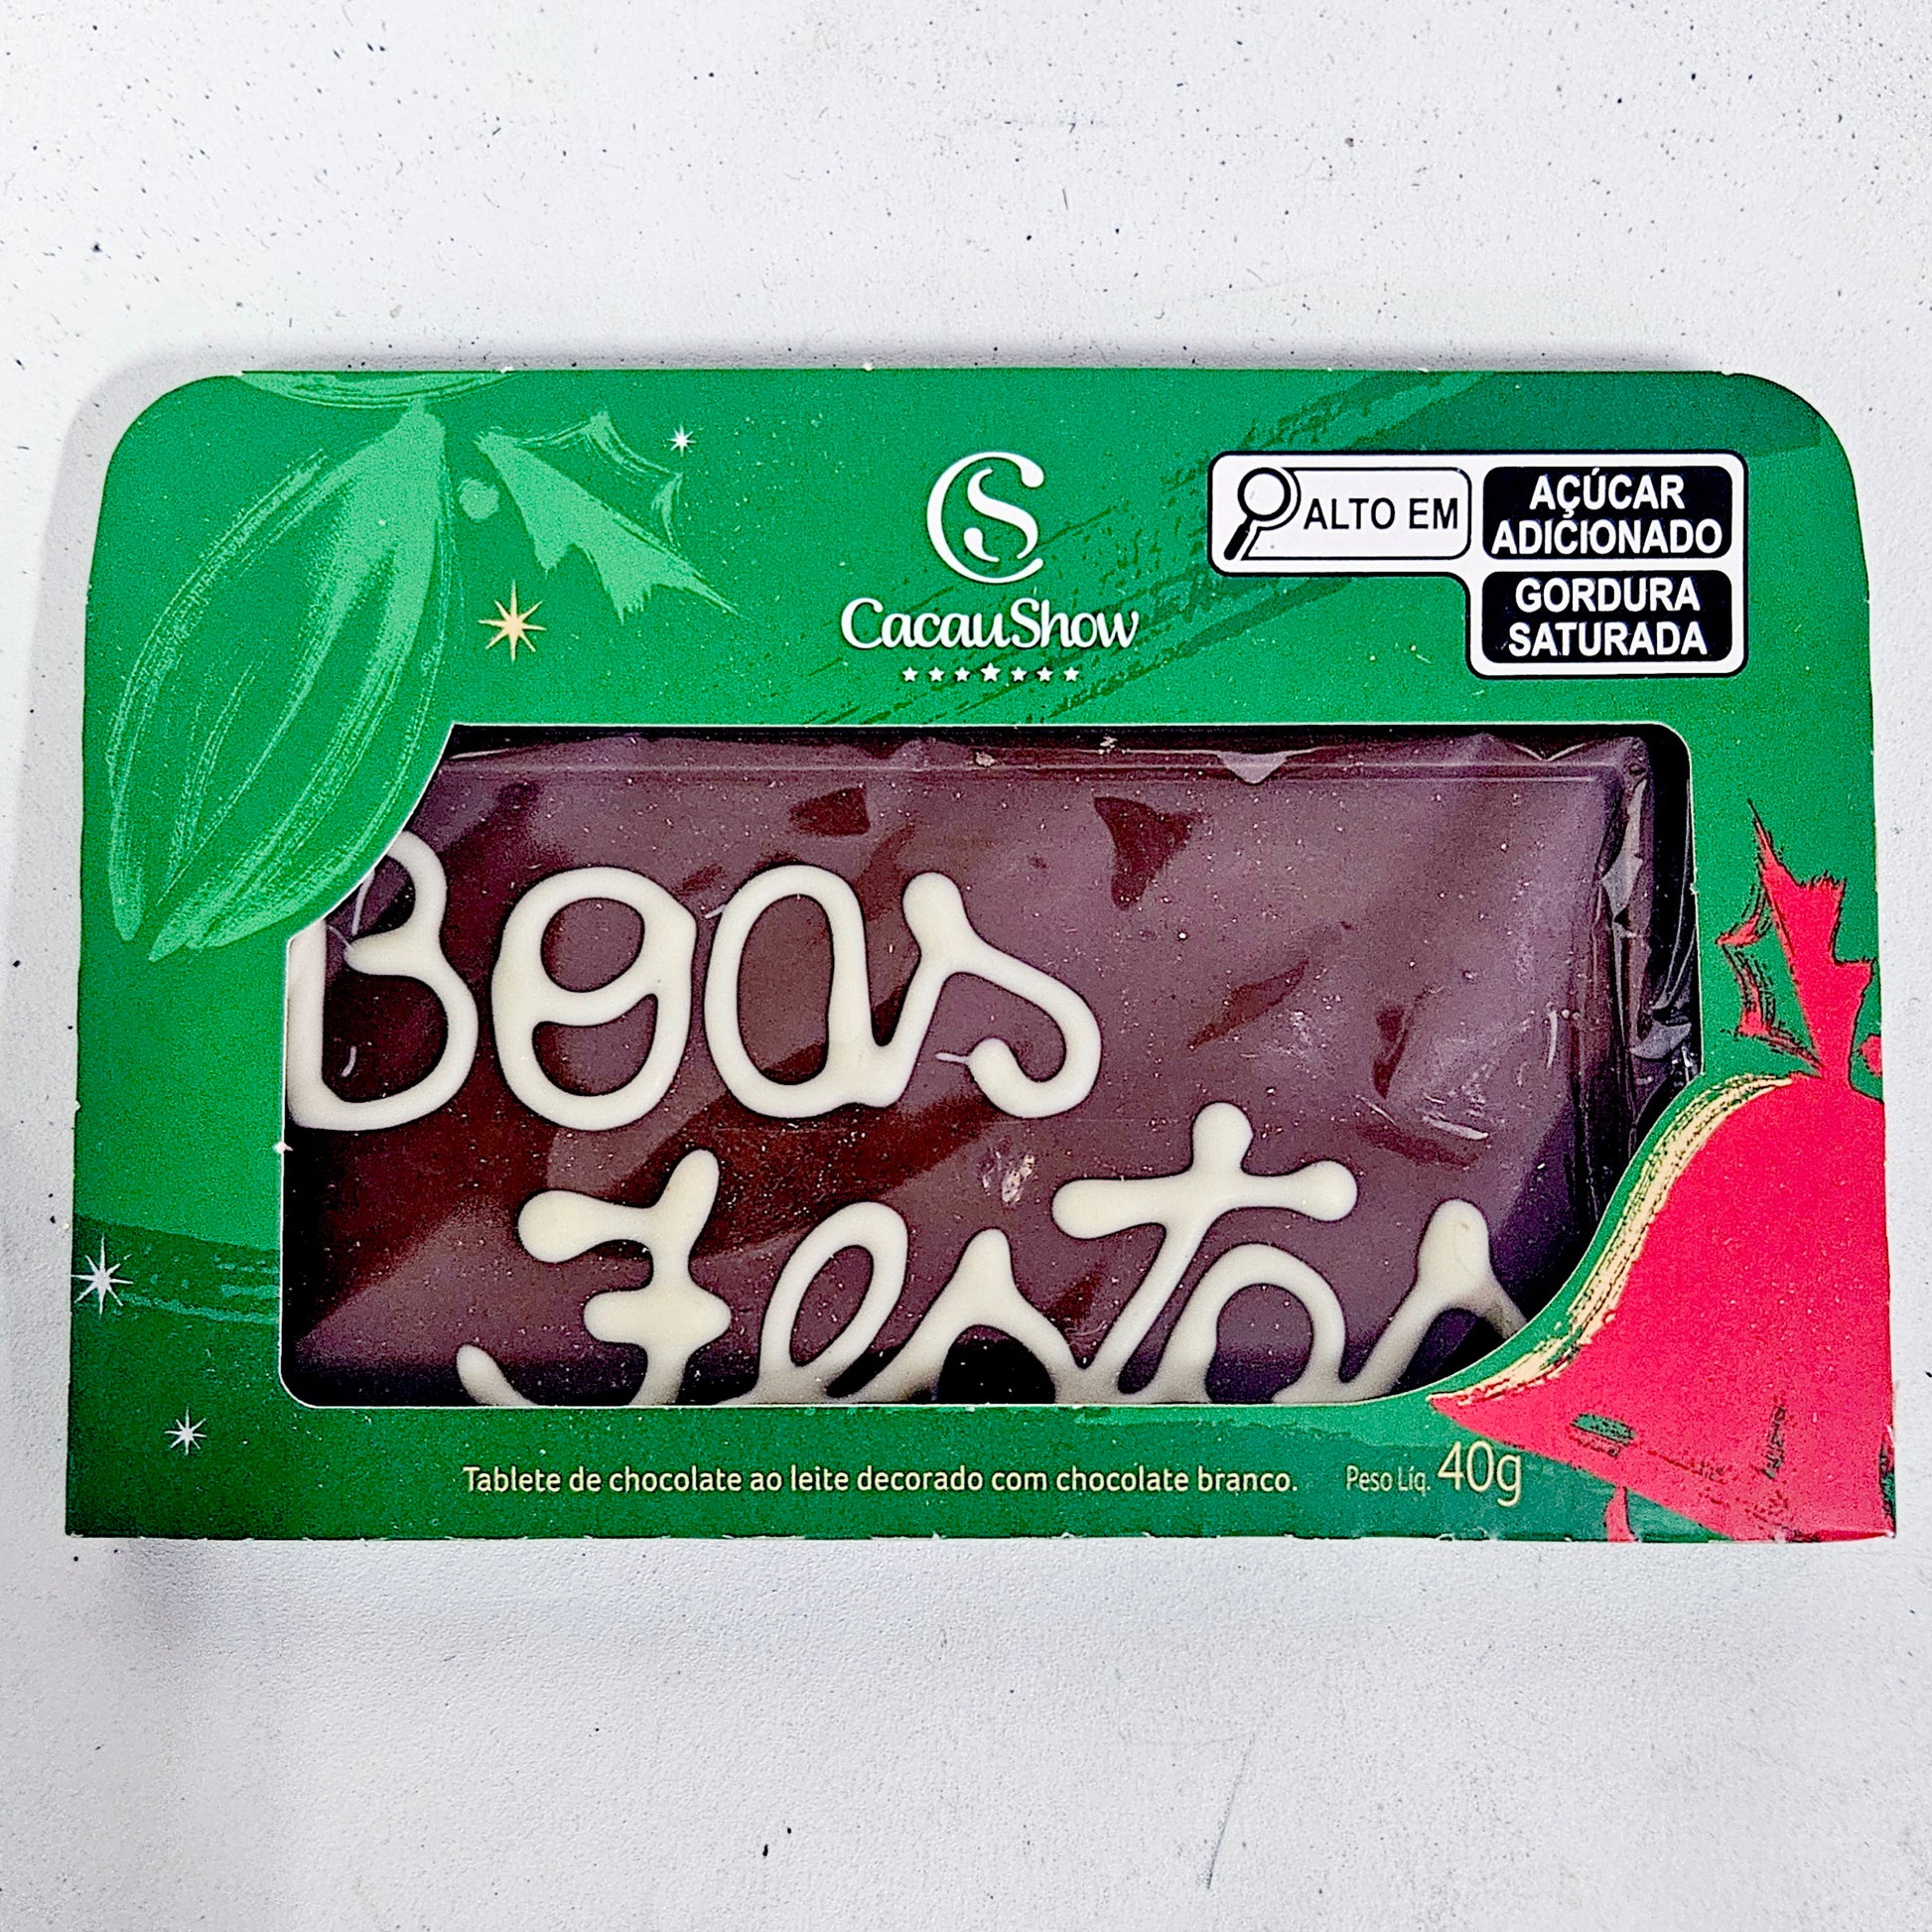 CS
CacauShow
ALTO EM
AÇÚCAR
ADICIONADO
GORDURA
SATURADA
Boas
Festas
Tablete de chocolate ao leite decorado com chocolate branco. Peso Líq. 40g